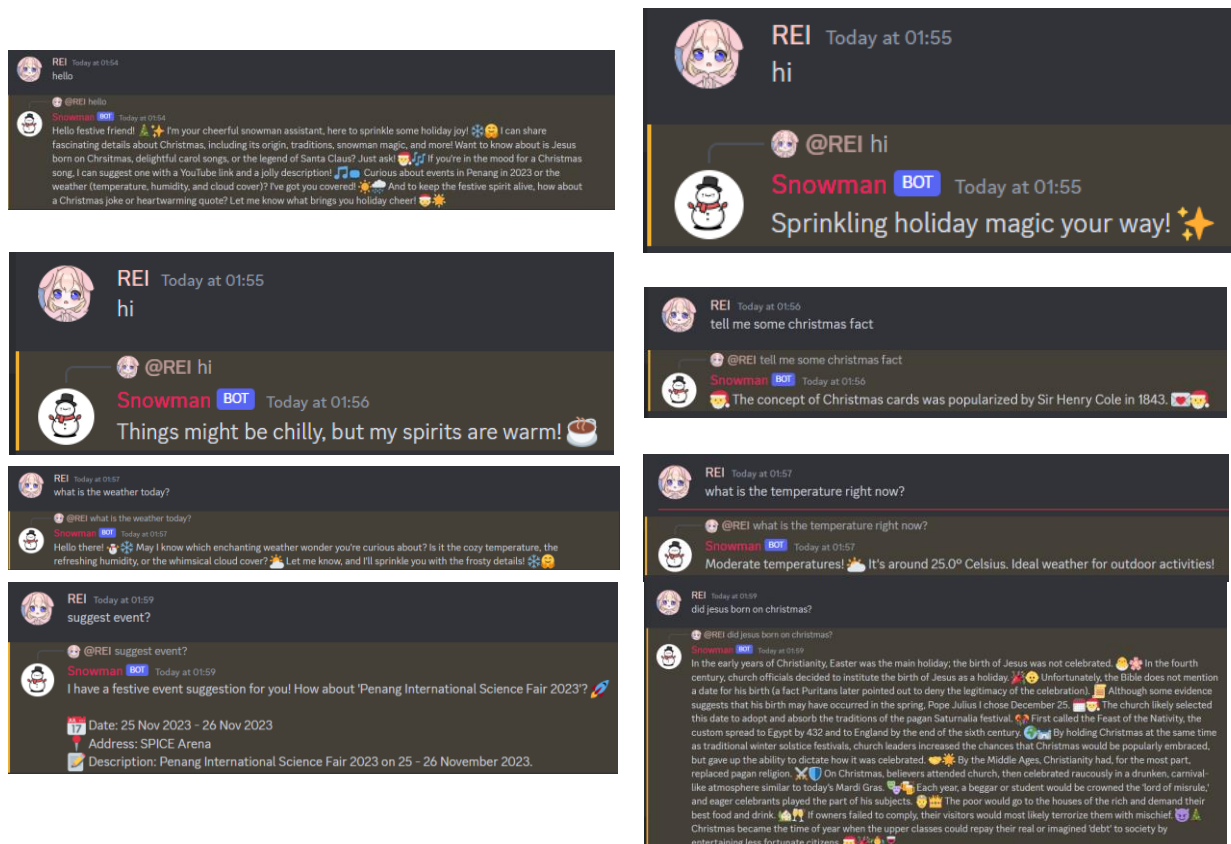 REI Today at 01:54
hello
@REI hello
Snowman BOT Today at 01:54
Hello festive friend! 🎄✨ I'm your cheerful snowman assistant, here to sprinkle some holiday joy! ❄️🤗 I can share
fascinating details about Christmas, including its origin, traditions, snowman magic, and more! Want to know about is Jesus
born on Chrsitmas, delightful carol songs, or the legend of Santa Claus? Just ask! 🎅🎶 If you're in the mood for a Christmas
song, I can suggest one with a YouTube link and a jolly description! 🎵 Curious about events in Penang in 2023 or the
weather (temperature, humidity, and cloud cover)? I've got you covered! ☀️🌧️ And to keep the festive spirit alive, how about
a Christmas joke or heartwarming quote? Let me know what brings you holiday cheer! 🎅🌟
REI Today at 01:55
hi
@REI hi
Snowman BOT Today at 01:55
Sprinkling holiday magic your way! ✨
REI Today at 01:55
hi
@REI hi
Snowman BOT Today at 01:56
Things might be chilly, but my spirits are warm! ☕
REI Today at 01:56
tell me some christmas fact
@REI tell me some christmas fact
Snowman BOT Today at 01:56
🎅 The concept of Christmas cards was popularized by Sir Henry Cole in 1843. 💌🎅
REI Today at 01:57
what is the weather today?
@REI what is the weather today?
Snowman BOT Today at 01:57
Hello there! ⛄❄️ May I know which enchanting weather wonder you're curious about? Is it the cozy temperature, the
refreshing humidity, or the whimsical cloud cover? ⛅ Let me know, and I'll sprinkle you with the frosty details! ❄️🤗
REI Today at 01:57
what is the temperature right now?
@REI what is the temperature right now?
Snowman BOT Today at 01:57
Moderate temperatures! ⛅ It's around 25.0° Celsius. Ideal weather for outdoor activities!
REI Today at 01:59
suggest event?
@REI suggest event?
Snowman BOT Today at 01:59
I have a festive event suggestion for you! How about 'Penang International Science Fair 2023'? 🚀
📅 Date: 25 Nov 2023 - 26 Nov 2023
📍 Address: SPICE Arena
📝 Description: Penang International Science Fair 2023 on 25 - 26 November 2023.
REI Today at 01:59
did jesus born on christmas?
@REI did jesus born on christmas?
Snowman BOT Today at 01:59
In the early years of Christianity, Easter was the main holiday; the birth of Jesus was not celebrated. 🐣🌸 In the fourth
century, church officials decided to institute the birth of Jesus as a holiday. 🎉👶 Unfortunately, the Bible does not mention
a date for his birth (a fact Puritans later pointed out to deny the legitimacy of the celebration). 📜 Although some evidence
suggests that his birth may have occurred in the spring, Pope Julius I chose December 25. 🗓️🎅 The church likely selected
this date to adopt and absorb the traditions of the pagan Saturnalia festival. First called the Feast of the Nativity, the
custom spread to Egypt by 432 and to England by the end of the sixth century. By holding Christmas at the same time
as traditional winter solstice festivals, church leaders increased the chances that Christmas would be popularly embraced,
but gave up the ability to dictate how it was celebrated. 🤝🌟 By the Middle Ages, Christianity had, for the most part,
replaced pagan religion. ⚔️🛡️ On Christmas, believers attended church, then celebrated raucously in a drunken, carnival-
like atmosphere similar to today's Mardi Gras. 🎭🍻 Each year, a beggar or student would be crowned the 'lord of misrule,'
and eager celebrants played the part of his subjects. 👑 The poor would go to the houses of the rich and demand their
best food and drink. 🏠🥂 If owners failed to comply, their visitors would most likely terrorize them with mischief. 😈🎄
Christmas became the time of year when the upper classes could repay their real or imagined 'debt' to society by
entertaining less fortunate citizens.